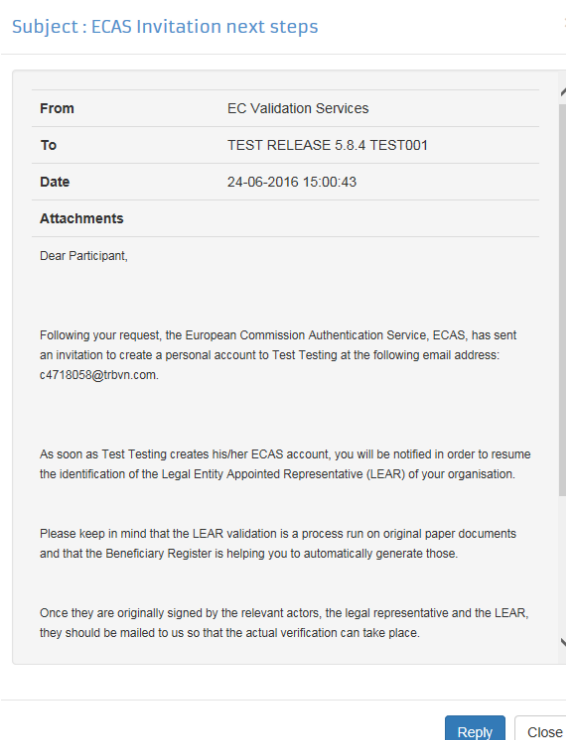 Subject : ECAS Invitation next steps
From EC Validation Services
To TEST RELEASE 5.8.4 TEST001
Date 24-06-2016 15:00:43
Attachments
Dear Participant,
Following your request, the European Commission Authentication Service, ECAS, has sent
an invitation to create a personal account to Test Testing at the following email address:
c4718058@trbvn.com.
As soon as Test Testing creates his/her ECAS account, you will be notified in order to resume
the identification of the Legal Entity Appointed Representative (LEAR) of your organisation.
Please keep in mind that the LEAR validation is a process run on original paper documents
and that the Beneficiary Register is helping you to automatically generate those.
Once they are originally signed by the relevant actors, the legal representative and the LEAR,
they should be mailed to us so that the actual verification can take place.
Reply Close